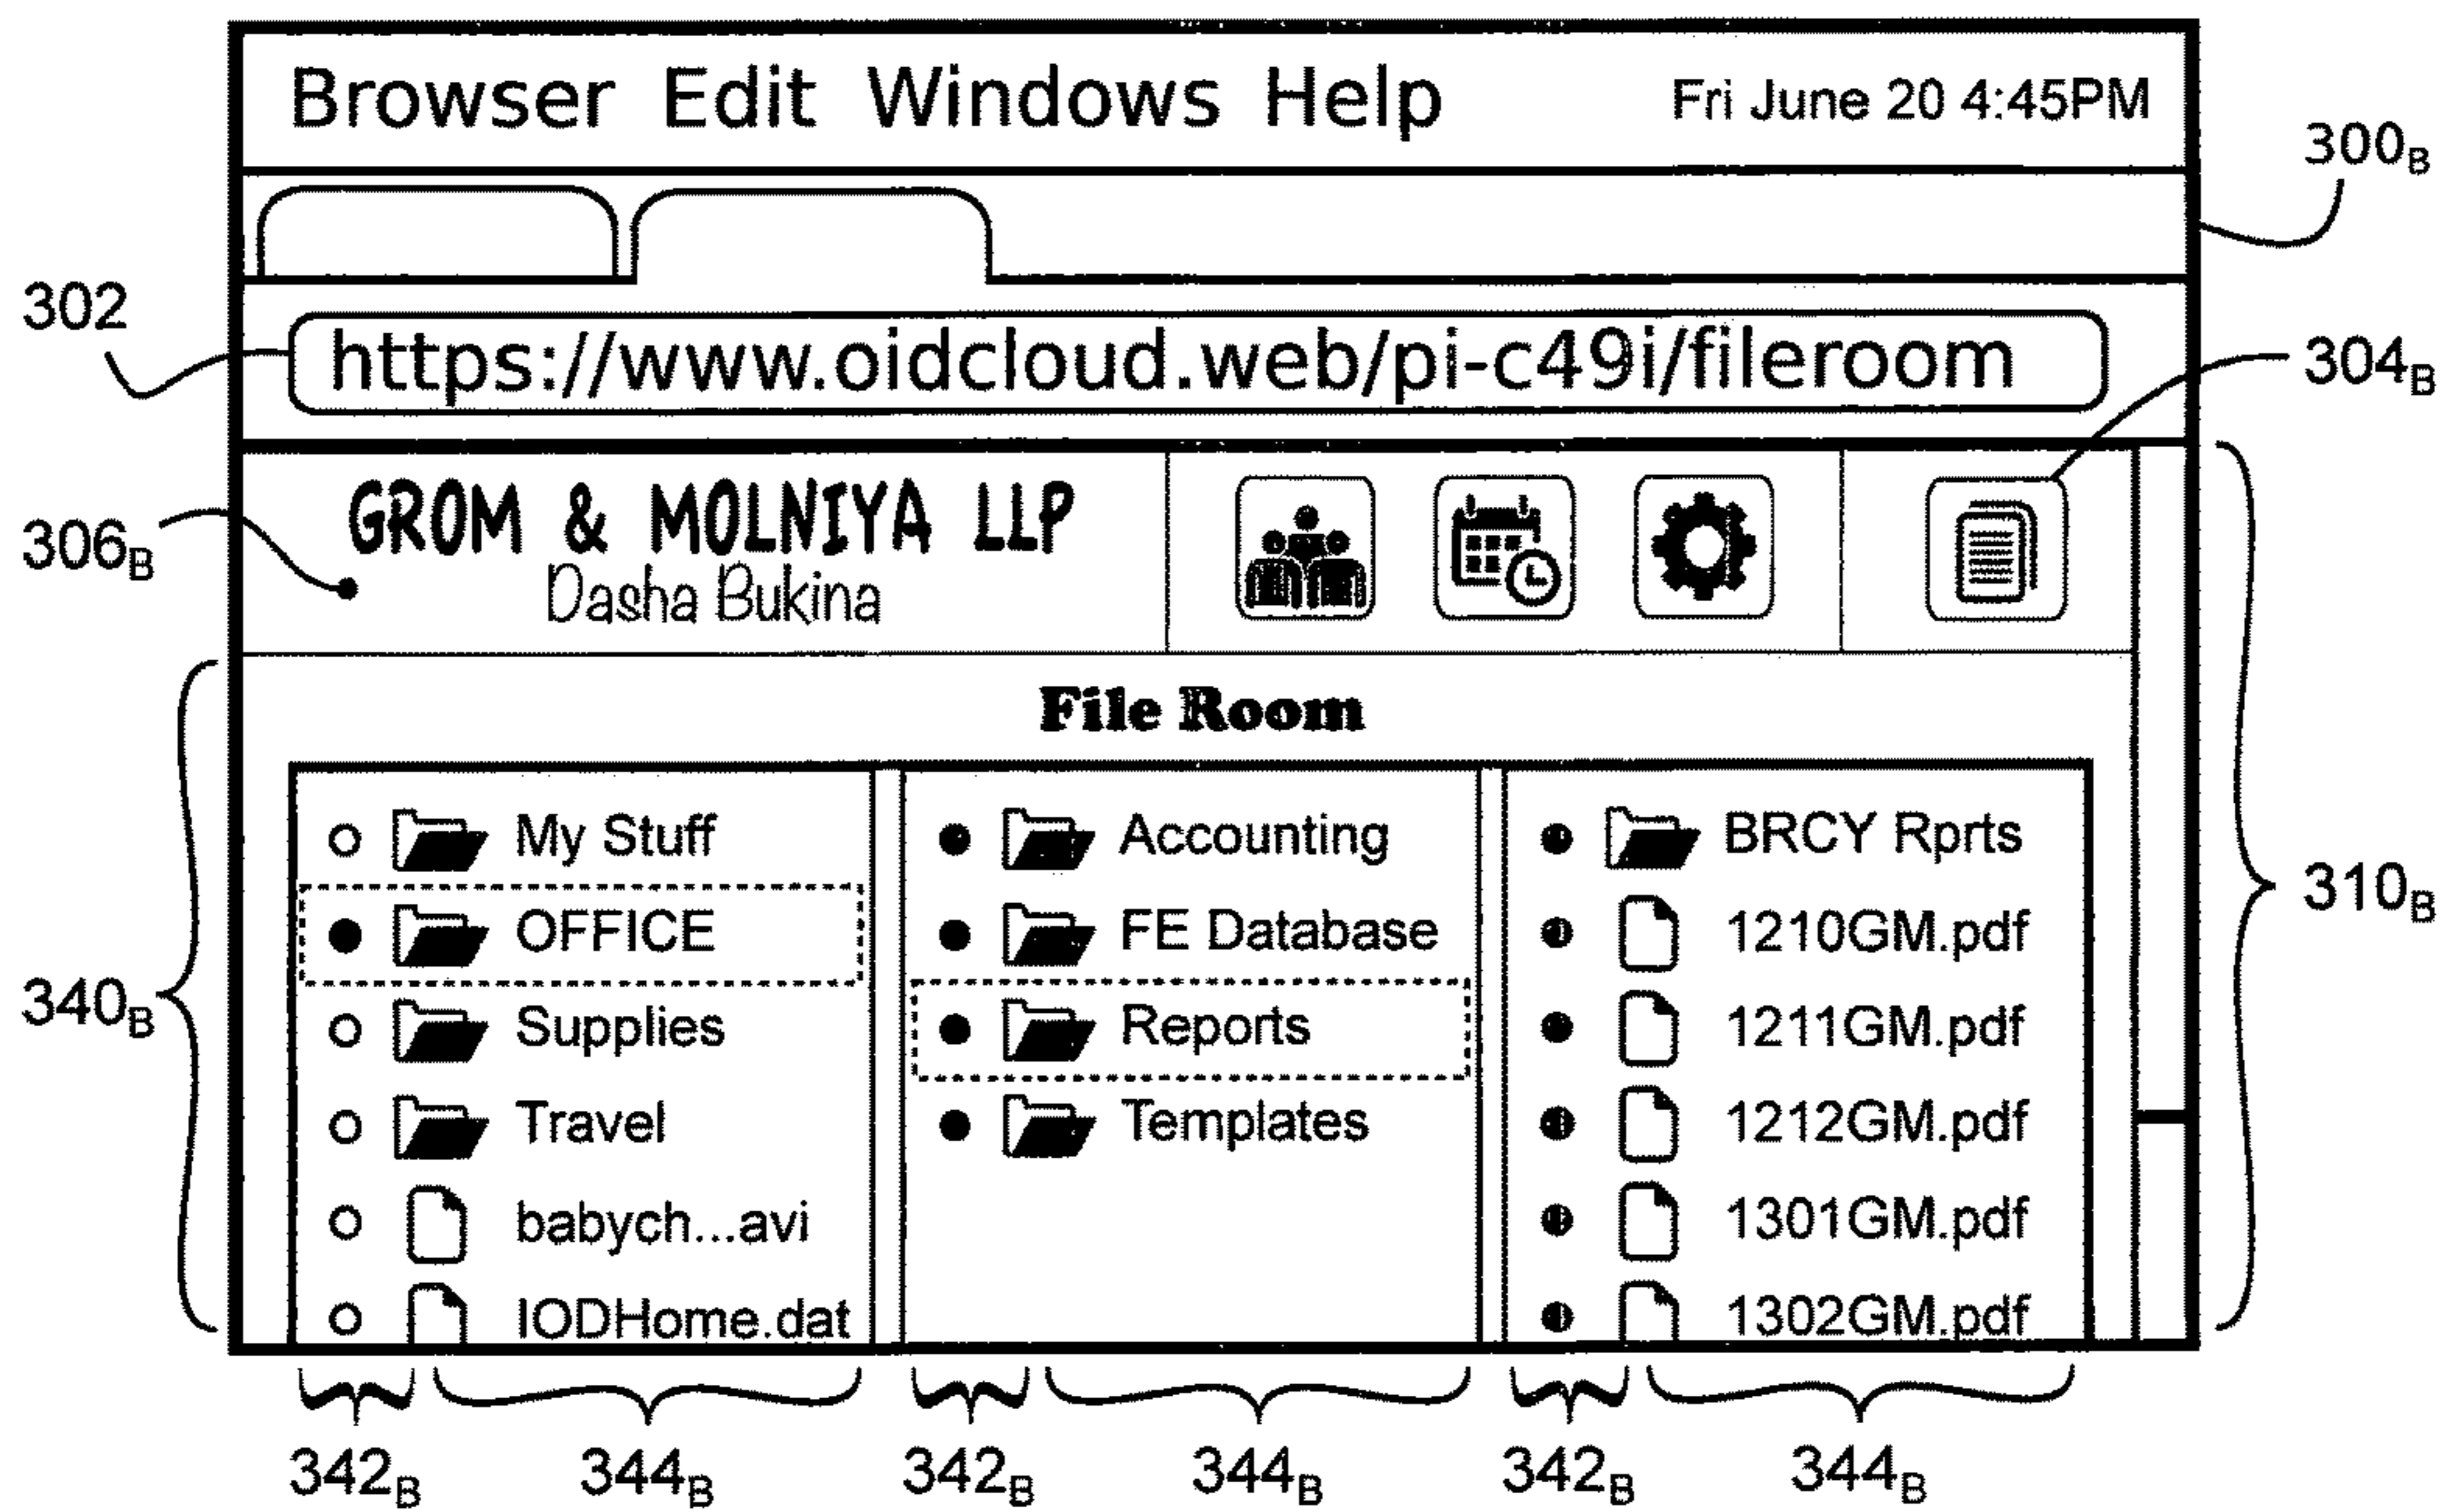 Browser Edit Windows Help Fri June 20 4:45PM
300B
302
https://www.oidcloud.web/pi-c49i/fileroom
304B
GROM & MOLNIYA LLP
306B
Dasha Bukina
File Room
My Stuff Accounting BRCY Rprts
OFFICE FE Database 1210GM.pdf
310B
340B
Supplies Reports 1211GM.pdf
Travel Templates 1212GM.pdf
babych...avi 1301GM.pdf
IODHome.dat 1302GM.pdf
342B 344B 342B 344B 342B 344B